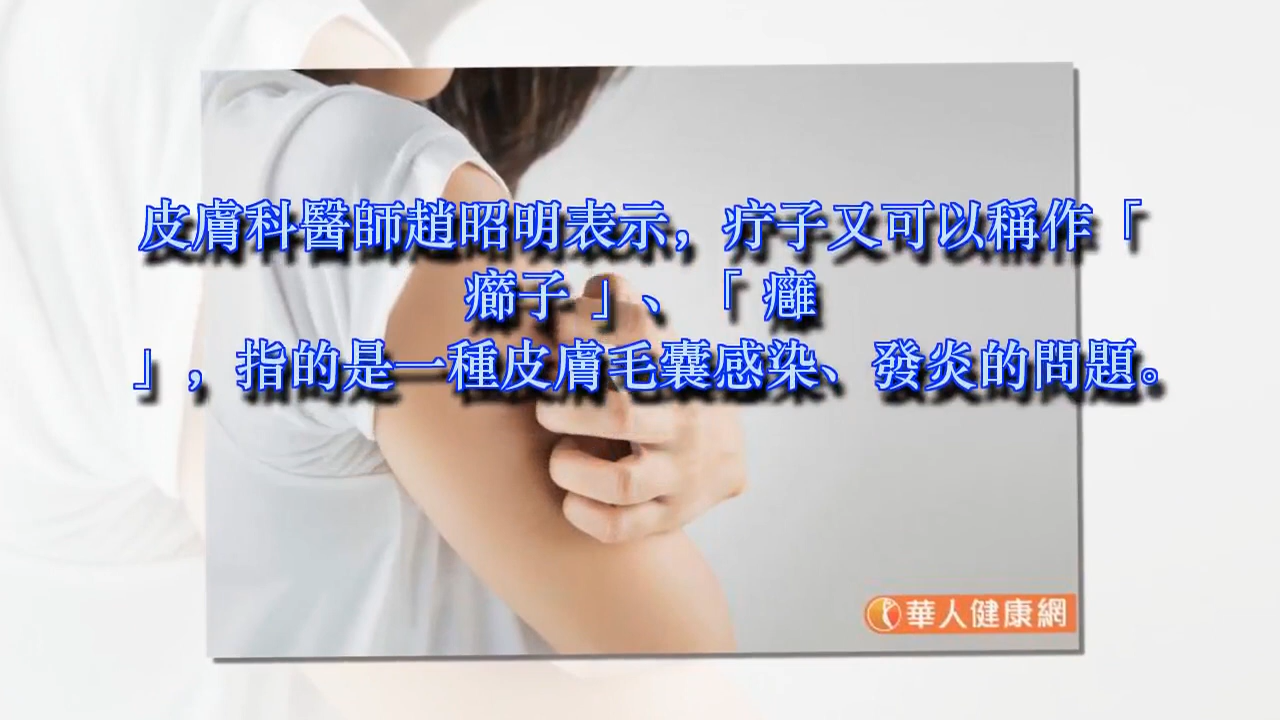 皮膚科醫師趙昭明表示，疔子又可以稱作「
癤子 」、 「 癰
」，指的是一種皮膚毛囊感染、發炎的問題。
華人健康網